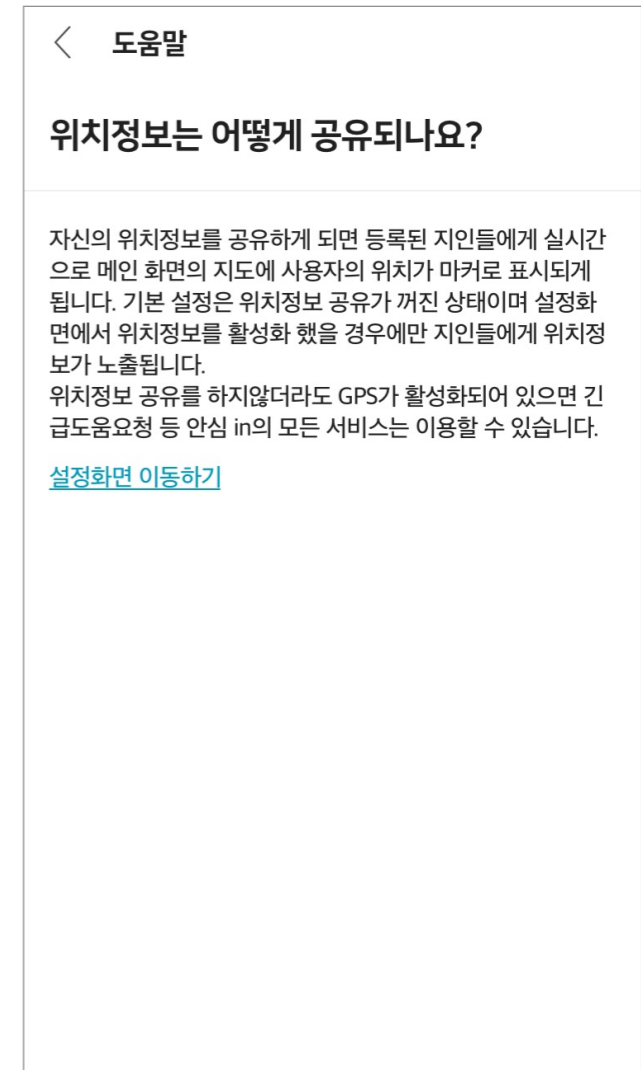 도움말
위치정보는 어떻게 공유되나요?
자신의 위치정보를 공유하게 되면 등록된 지인들에게 실시간
으로 메인 화면의 지도에 사용자의 위치가 마커로 표시되게
됩니다. 기본 설정은 위치정보 공유가 꺼진 상태이며 설정화
면에서 위치정보를 활성화 했을 경우에만 지인들에게 위치정
보가 노출됩니다.
위치정보 공유를 하지않더라도 GPS가 활성화되어 있으면 긴
급도움요청 등 안심 in의 모든 서비스는 이용할 수 있습니다.
설정화면 이동하기